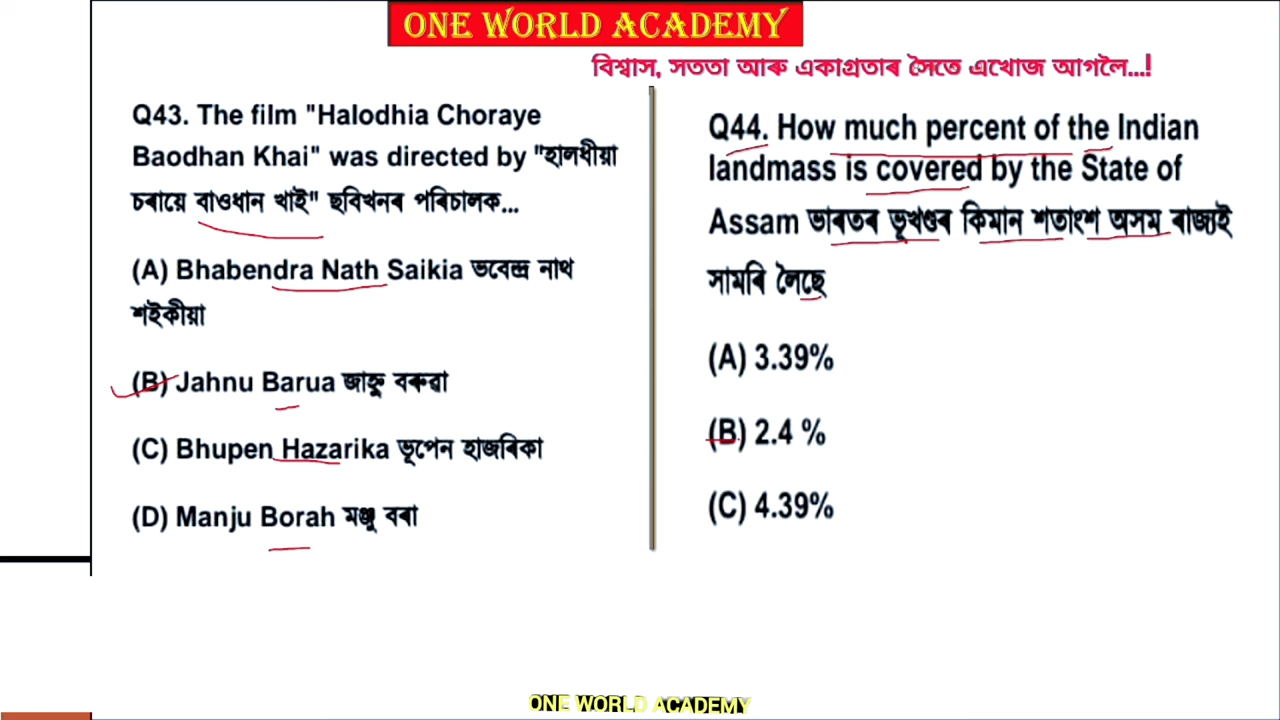 ONE WORLD ACADEMY
বিশ্বাস, সততা আৰু একাগ্ৰতাৰ সৈতে এখোজ আগলৈ...!
Q43. The film "Halodhia Choraye
Baodhan Khai" was directed by "হালধীয়া
চৰায়ে বাওধান খাই" ছবিখনৰ পৰিচালক...
(A) Bhabendra Nath Saikia ভবেন্দ্ৰ নাথ
শইকীয়া
(B) Jahnu Barua জাহ্নু বৰুৱা
(C) Bhupen Hazarika ভূপেন হাজৰিকা
(D) Manju Borah মঞ্জু বৰা
Q44. How much percent of the Indian
landmass is covered by the State of
Assam ভাৰতৰ ভূখণ্ডৰ কিমান শতাংশ অসম ৰাজ্যই
সামৰি লৈছে
(A) 3.39%
(B) 2.4 %
(C) 4.39%
ONE WORLD ACADEMY